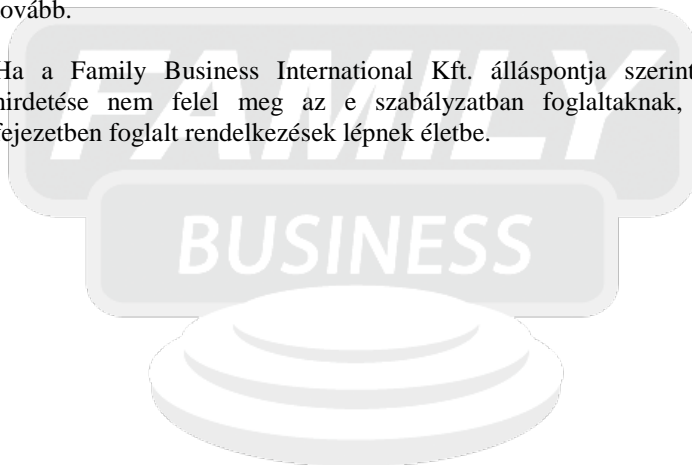 ovább.
Ha a Family Business International Kft. álláspontja szerint
hirdetése nem felel meg az e szabályzatban foglaltaknak,
fejezetben foglalt rendelkezések lépnek életbe.
FAMILY
BUSINESS